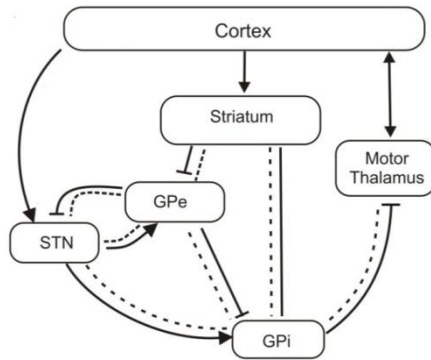 Cortex
Striatum
Motor
Thalamus
GPe
STN
GPi